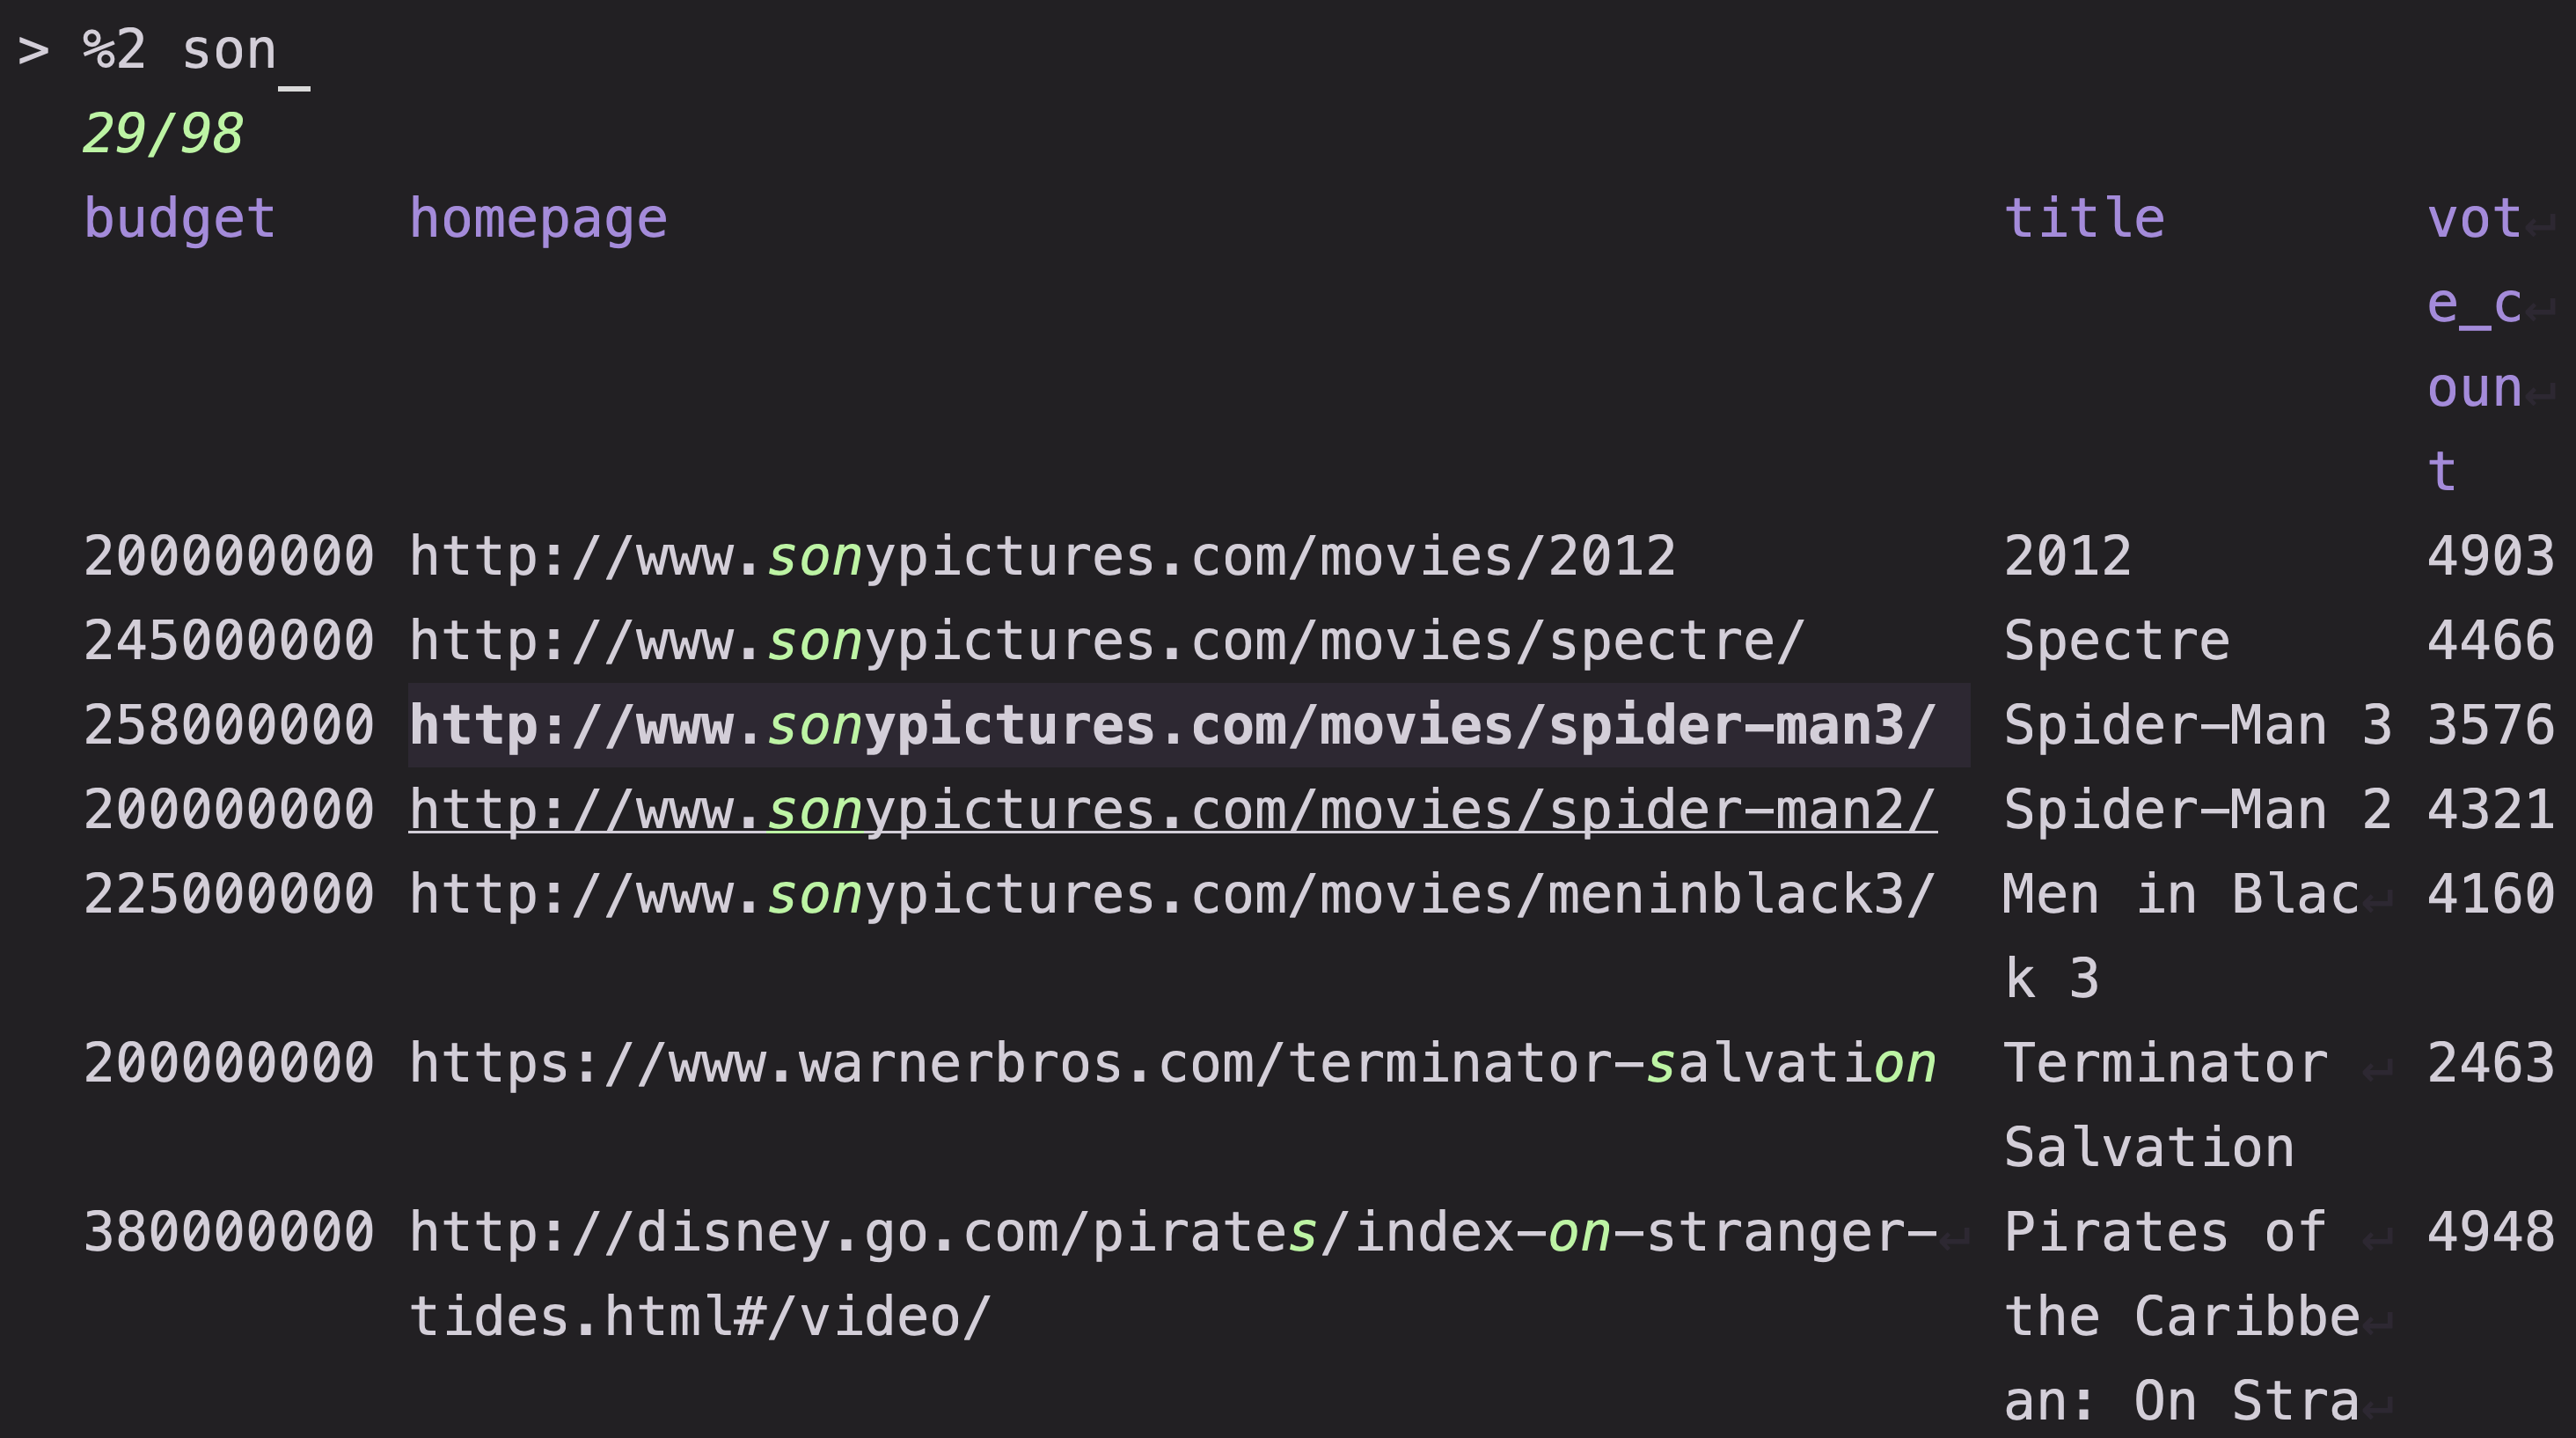 > %2 son_
29/98
budget homepage title vot↵
e_c↵
oun↵
t
200000000 http://www.sonypictures.com/movies/2012 2012 4903
245000000 http://www.sonypictures.com/movies/spectre/ Spectre 4466
258000000 http://www.sonypictures.com/movies/spider-man3/ Spider-Man 3 3576
200000000 http://www.sonypictures.com/movies/spider-man2/ Spider-Man 2 4321
225000000 http://www.sonypictures.com/movies/meninblack3/ Men in Blac↵ 4160
k 3
200000000 https://www.warnerbros.com/terminator-salvation Terminator ↵ 2463
Salvation
380000000 http://disney.go.com/pirates/index-on-stranger-↵ Pirates of ↵ 4948
tides.html#/video/ the Caribbe↵
an: On Stra↵